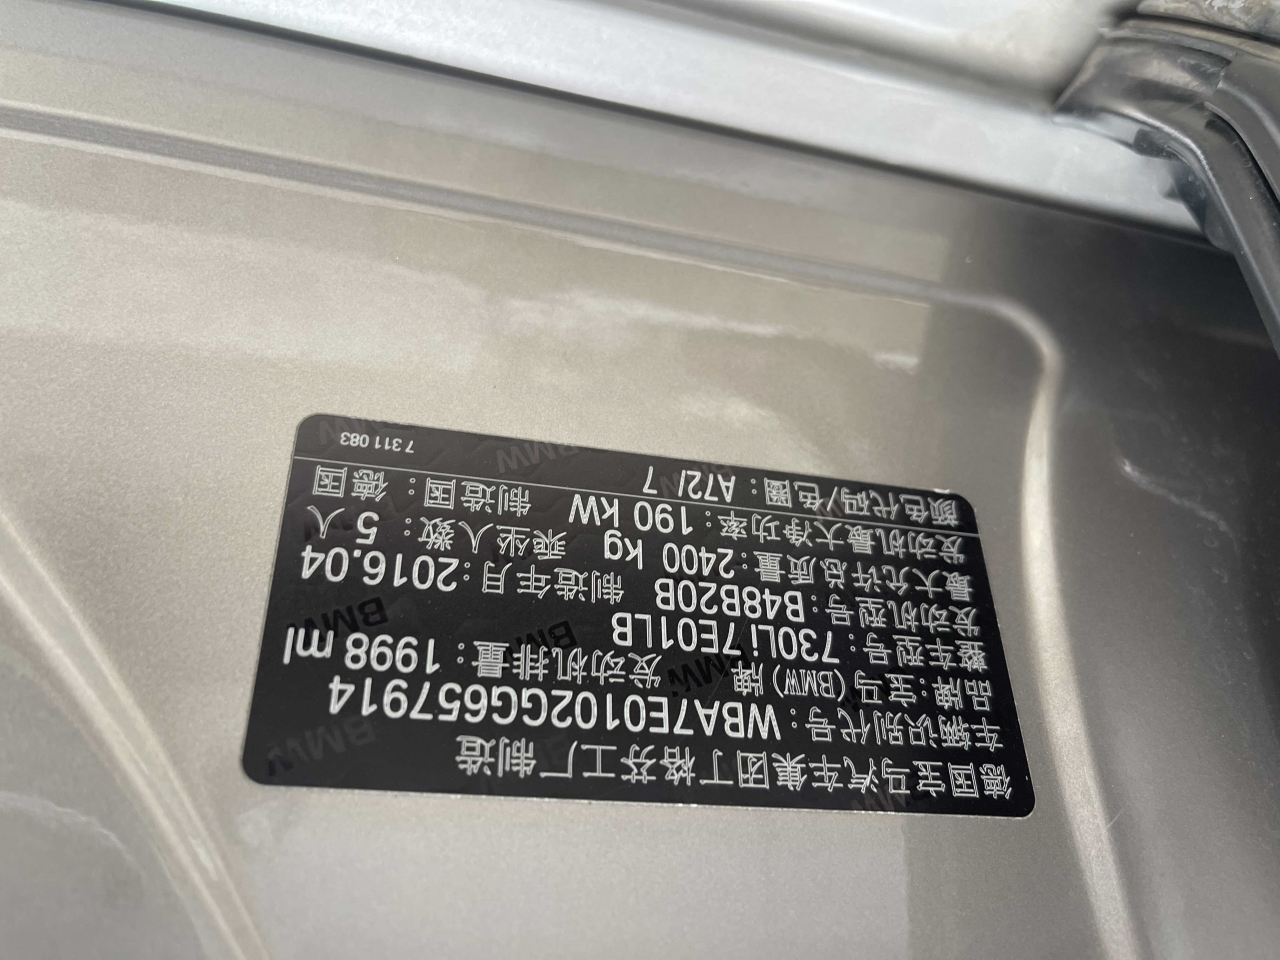 德国宝马汽车集团丁格芬工厂制造
车辆识别代号：WBA7E0102GG657914
品牌：宝马(BMW)牌 发动机排量：1998 ml
整车型号：730Li 7E01LB
发动机型号：B48B20B 制造年月：2016.04
最大允许总质量：2400 kg 乘坐人数：5 人
发动机最大净功率：190 kW 制造国：德国
颜色代码/色圖：A72/ 7
7 311 083